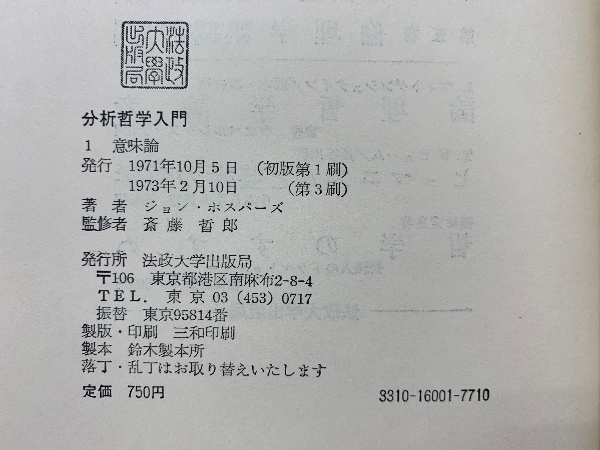 法政
大學
出版局
分析哲学入門
1 意味論
発行 1971年10月5日 (初版第1刷)
1973年2月10日 (第3刷)
著者 ジョン・ホスパーズ
監修者 斎藤哲郎
発行所 法政大学出版局
〒106 東京都港区南麻布2-8-4
TEL. 東京 03 (453) 0717
振替 東京95814番
製版・印刷 三和印刷
製本 鈴木製本所
落丁・乱丁はお取り替えいたします
定価 750円
3310-16001-7710